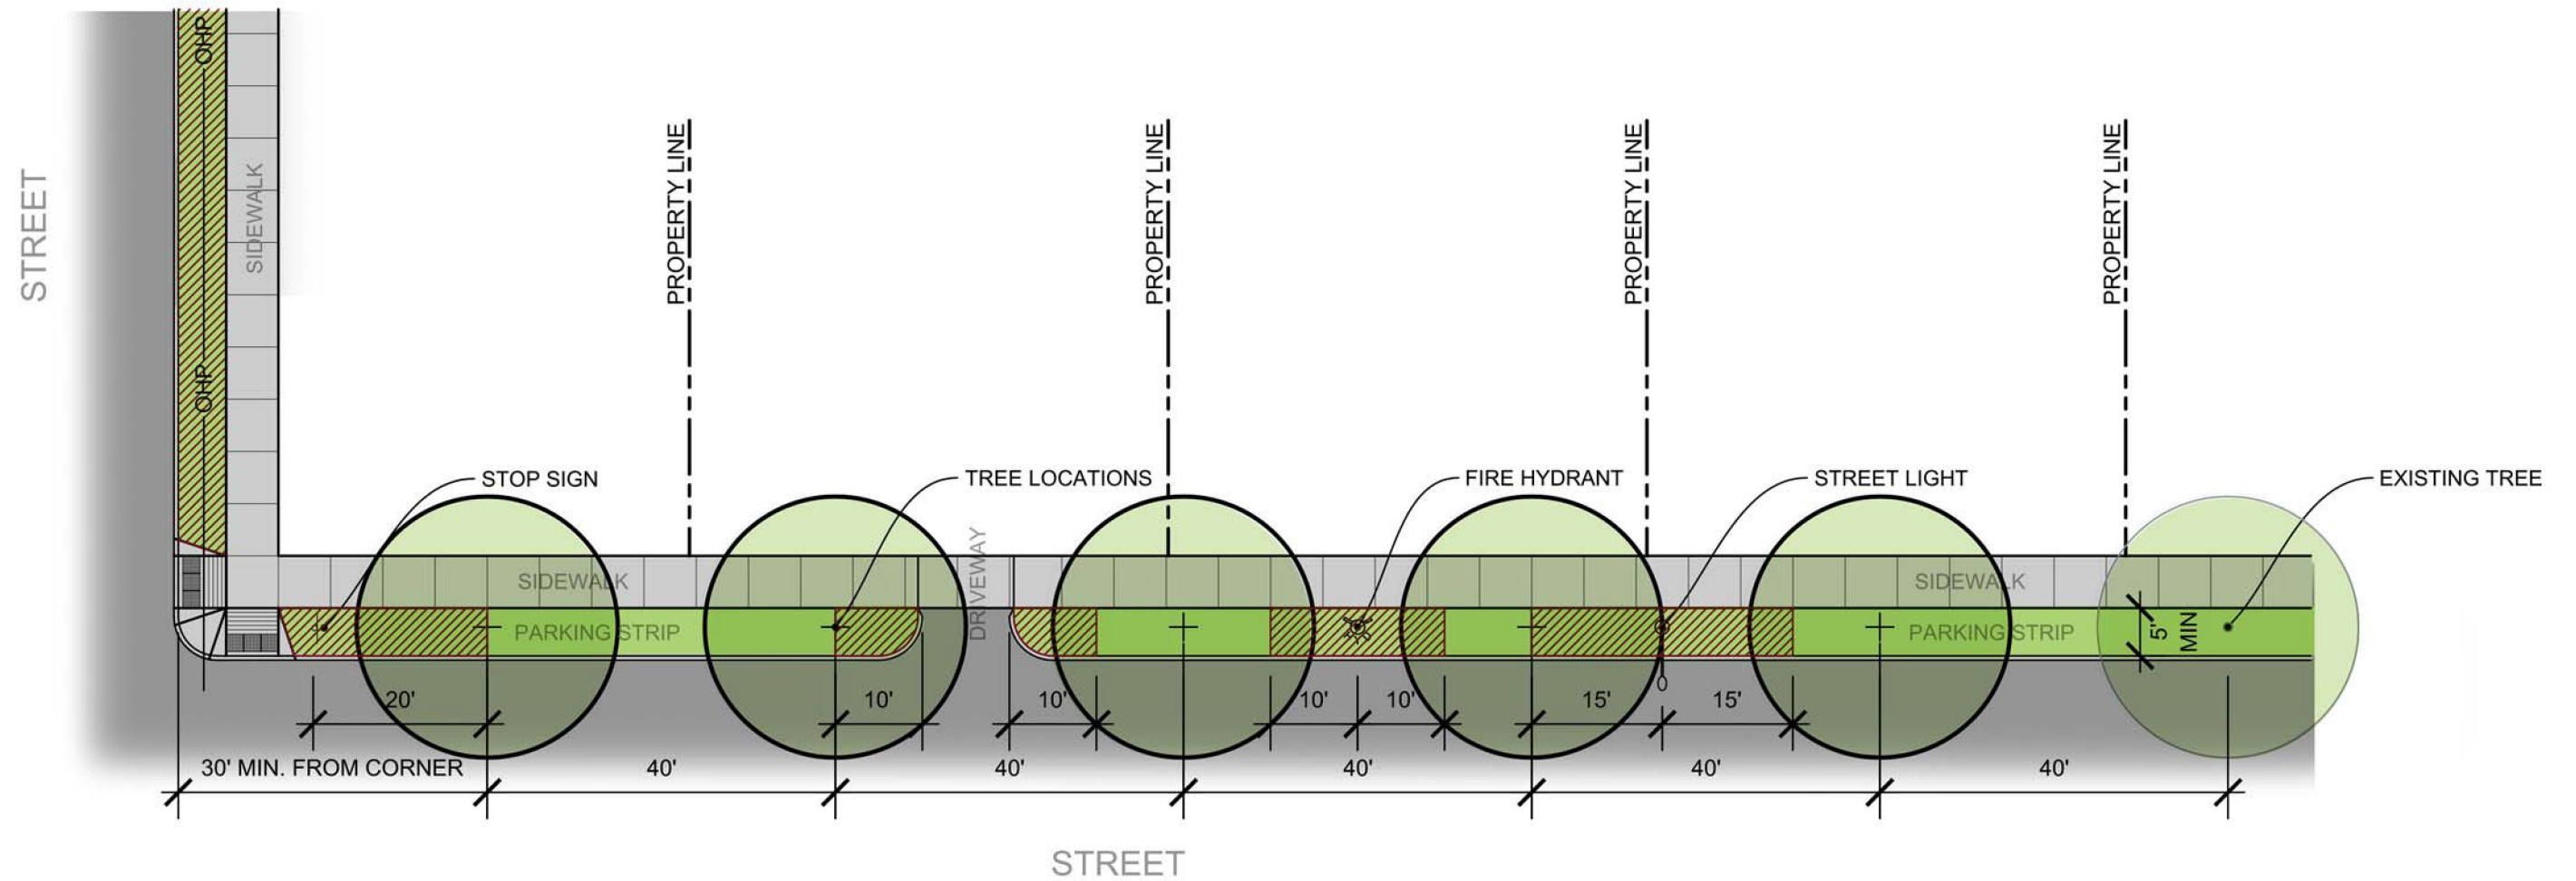 OHP
STREET
SIDEWALK
OHP
PROPERTY LINE
PROPERTY LINE
PROPERTY LINE
PROPERTY LINE
STOP SIGN
TREE LOCATIONS
FIRE HYDRANT
STREET LIGHT
EXISTING TREE
DRIVEWAY
SIDEWALK
SIDEWALK
PARKING STRIP
PARKING STRIP
5' MIN
20'
10'
10'
10'
10'
15'
15'
30' MIN. FROM CORNER
40'
40'
40'
40'
40'
STREET